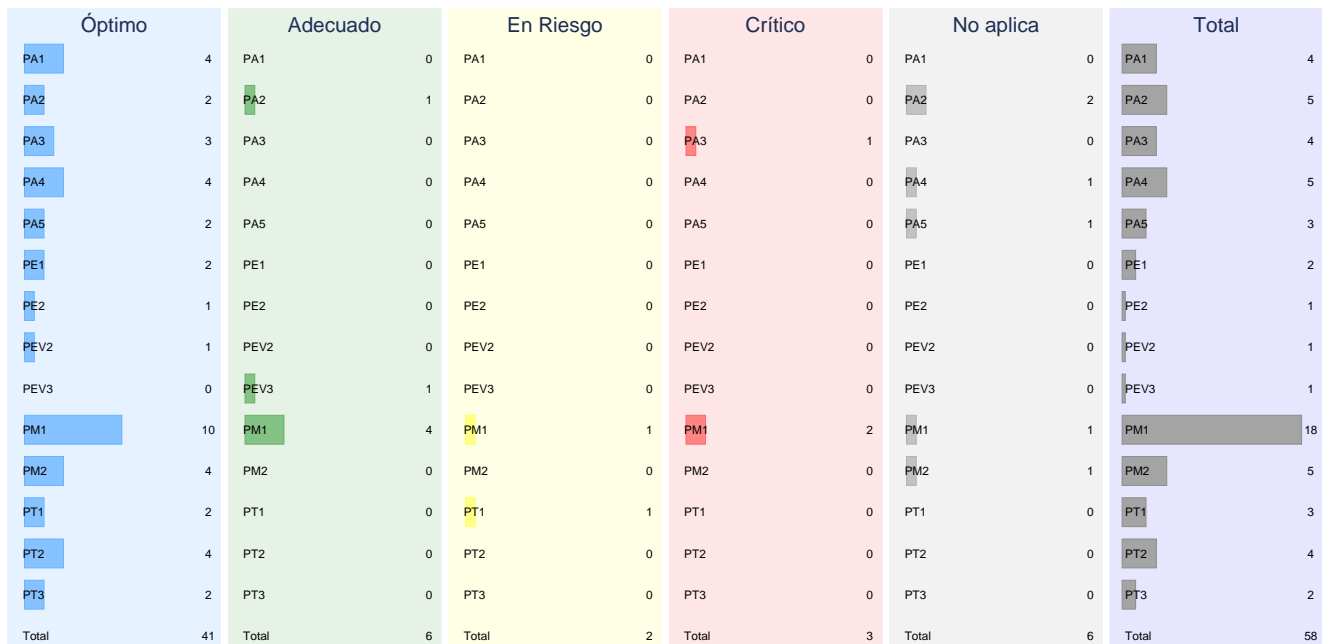 Óptimo Adecuado En Riesgo Crítico No aplica Total
PA1 4 PA1 0 PA1 0 PA1 0 PA1 0 PA1 4
PA2 2 PA2 1 PA2 0 PA2 0 PA2 2 PA2 5
PA3 3 PA3 0 PA3 0 PA3 1 PA3 0 PA3 4
PA4 4 PA4 0 PA4 0 PA4 0 PA4 1 PA4 5
PA5 2 PA5 0 PA5 0 PA5 0 PA5 1 PA5 3
PE1 2 PE1 0 PE1 0 PE1 0 PE1 0 PE1 2
PE2 1 PE2 0 PE2 0 PE2 0 PE2 0 PE2 1
PEV2 1 PEV2 0 PEV2 0 PEV2 0 PEV2 0 PEV2 1
PEV3 0 PEV3 1 PEV3 0 PEV3 0 PEV3 0 PEV3 1
PM1 10 PM1 4 PM1 1 PM1 2 PM1 1 PM1 18
PM2 4 PM2 0 PM2 0 PM2 0 PM2 1 PM2 5
PT1 2 PT1 0 PT1 1 PT1 0 PT1 0 PT1 3
PT2 4 PT2 0 PT2 0 PT2 0 PT2 0 PT2 4
PT3 2 PT3 0 PT3 0 PT3 0 PT3 0 PT3 2
Total 41 Total 6 Total 2 Total 3 Total 6 Total 58